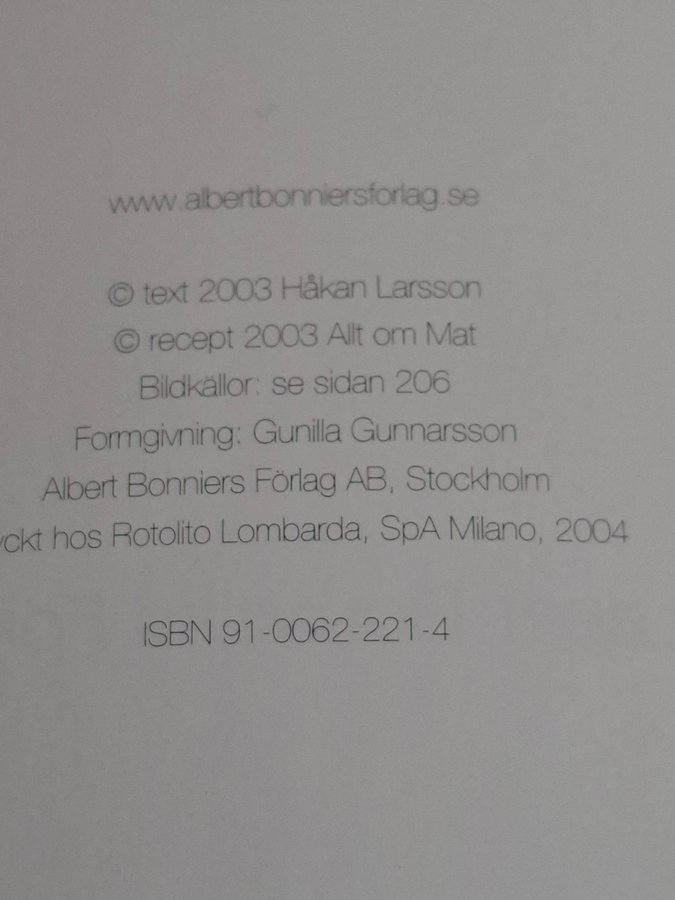 www.albertbonniersforlag.se
© text 2003 Håkan Larsson
© recept 2003 Allt om Mat
Bildkällor: se sidan 206
Formgivning: Gunilla Gunnarsson
Albert Bonniers Förlag AB, Stockholm
yckt hos Rotolito Lombarda, SpA Milano, 2004
ISBN 91-0062-221-4